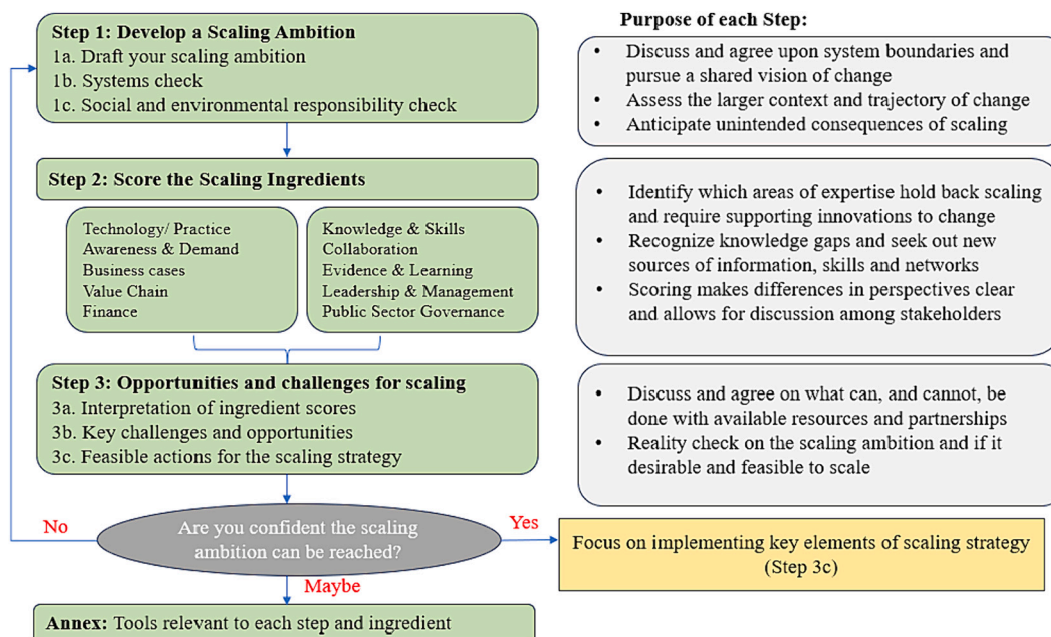 Step 1: Develop a Scaling Ambition
1a. Draft your scaling ambition
1b. Systems check
1c. Social and environmental responsibility check
Purpose of each Step:
• Discuss and agree upon system boundaries and
pursue a shared vision of change
• Assess the larger context and trajectory of change
• Anticipate unintended consequences of scaling
Step 2: Score the Scaling Ingredients
Technology/ Practice
Awareness & Demand
Business cases
Value Chain
Finance
Knowledge & Skills
Collaboration
Evidence & Learning
Leadership & Management
Public Sector Governance
• Identify which areas of expertise hold back scaling
and require supporting innovations to change
• Recognize knowledge gaps and seek out new
sources of information, skills and networks
• Scoring makes differences in perspectives clear
and allows for discussion among stakeholders
Step 3: Opportunities and challenges for scaling
3a. Interpretation of ingredient scores
3b. Key challenges and opportunities
3c. Feasible actions for the scaling strategy
• Discuss and agree on what can, and cannot, be
done with available resources and partnerships
• Reality check on the scaling ambition and if it
desirable and feasible to scale
No
Are you confident the scaling
ambition can be reached?
Yes
Focus on implementing key elements of scaling strategy
(Step 3c)
Maybe
Annex: Tools relevant to each step and ingredient